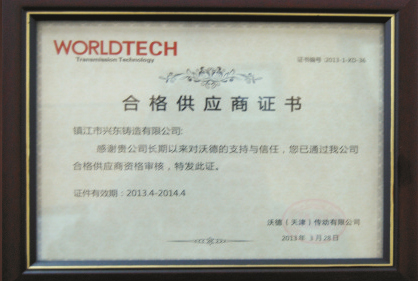 WORLDTECH
Transmission Technology
证书编号:2013-1-XD-36
合格供应商证书
镇江市兴东铸造有限公司:
感谢贵公司长期以来对沃德的支持与信任，您已通过我公司
合格供应商资格审核，特发此证。
证件有效期：2013.4-2014.4
沃德（天津）传动有限公司
2013年 3月28日